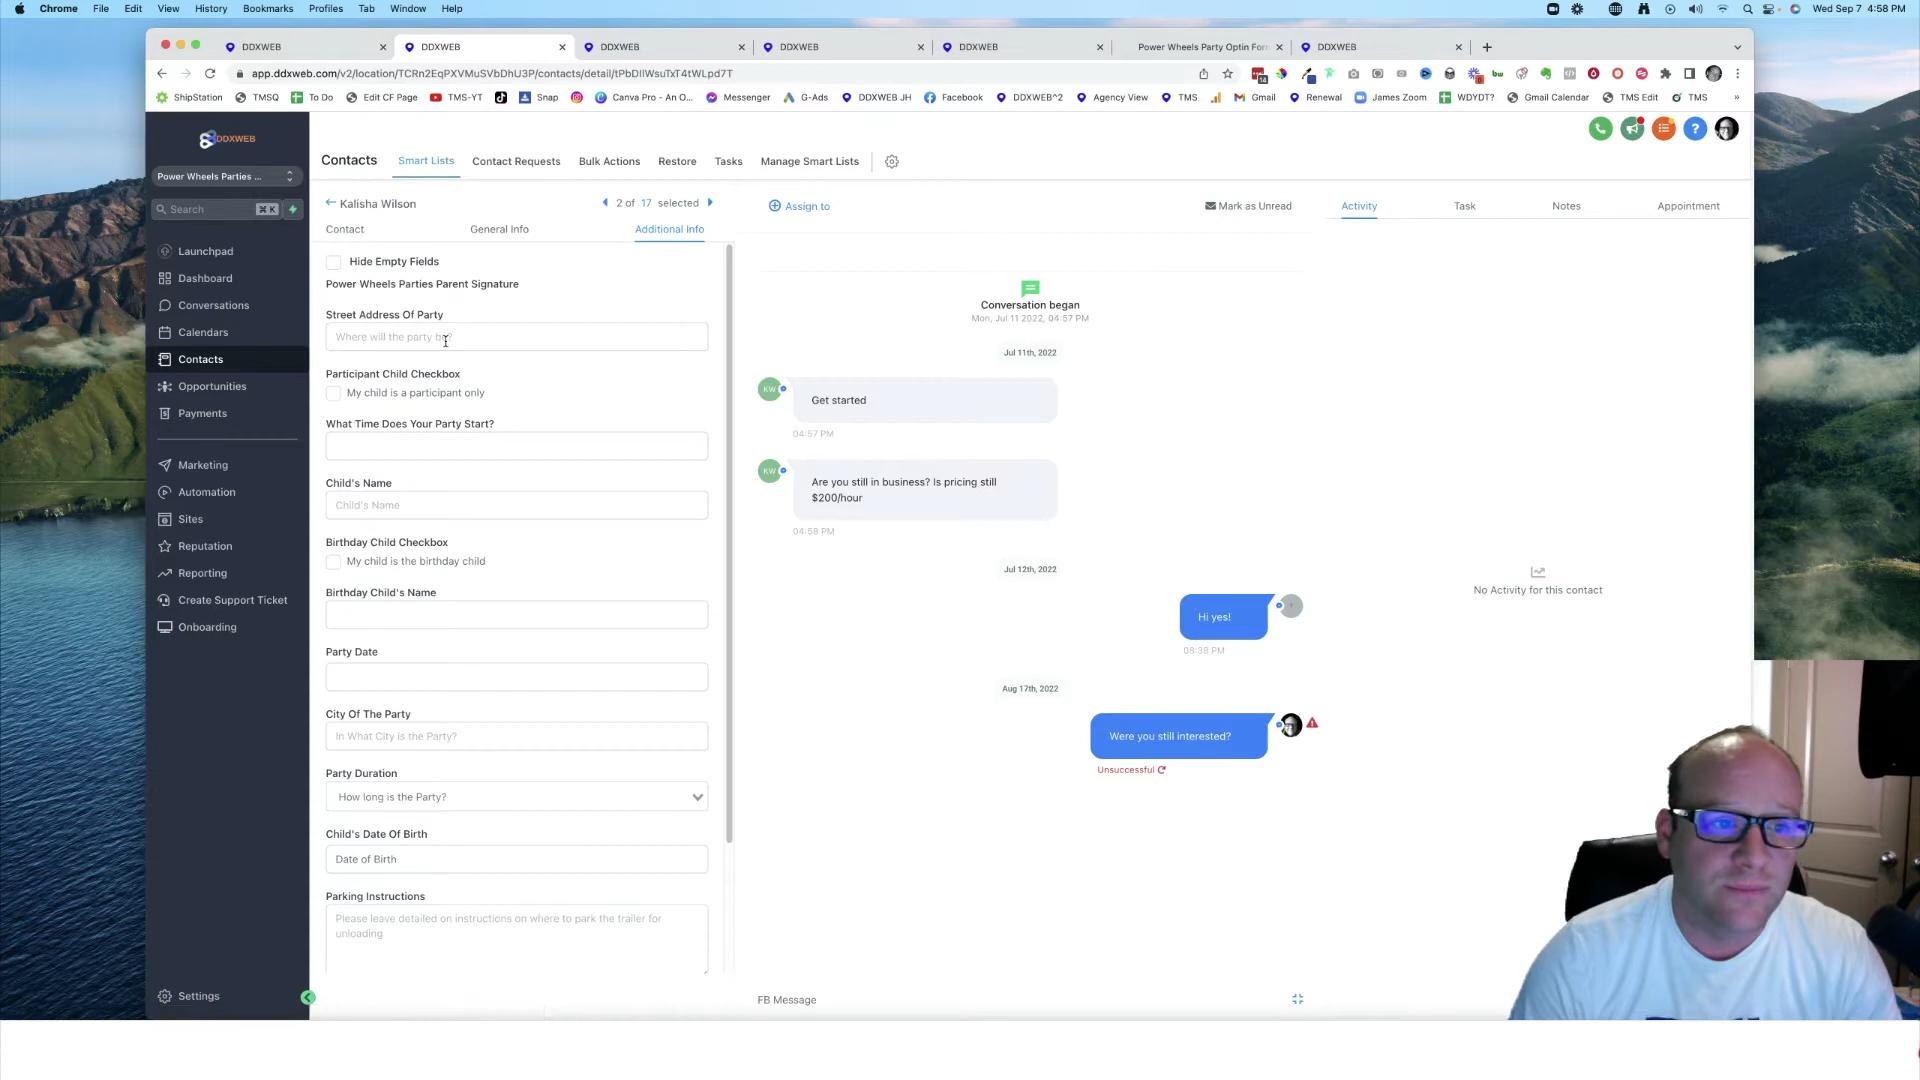 Chrome File Edit View History Bookmarks Profiles Tab Window Help Wed Sep 7 4:58 PM
DDXWEB DDXWEB DDXWEB DDXWEB DDXWEB Power Wheels Party Optin Form DDXWEB
app.ddxweb.com/v2/location/TCRn2EqPXVMuSVbDhU3P/contacts/detail/tPbDIlWsuTxT4tWLpd7T
ShipStation TMSQ To Do Edit CF Page TMS-YT Snap Canva Pro - An O... Messenger G-Ads DDXWEB JH Facebook DDXWEB^2 Agency View TMS Gmail Renewal James Zoom WDYDT? Gmail Calendar TMS Edit TMS »
DDXWEB
Power Wheels Parties ...
Search ⌘ K
Launchpad
Dashboard
Conversations
Calendars
Contacts
Opportunities
Payments
Marketing
Automation
Sites
Reputation
Reporting
Create Support Ticket
Onboarding
Settings
Contacts Smart Lists Contact Requests Bulk Actions Restore Tasks Manage Smart Lists
Kalisha Wilson 2 of 17 selected
Contact General Info Additional Info
Hide Empty Fields
Power Wheels Parties Parent Signature
Street Address Of Party
Where will the party be?
Participant Child Checkbox
My child is a participant only
What Time Does Your Party Start?
Child's Name
Child's Name
Birthday Child Checkbox
My child is the birthday child
Birthday Child's Name
Party Date
City Of The Party
In What City is the Party?
Party Duration
How long is the Party?
Child's Date Of Birth
Date of Birth
Parking Instructions
Please leave detailed on instructions on where to park the trailer for
unloading
Assign to Mark as Unread
Conversation began
Mon, Jul 11 2022, 04:57 PM
Jul 11th, 2022
KW
Get started
04:57 PM
KW
Are you still in business? Is pricing still
$200/hour
04:58 PM
Jul 12th, 2022
Hi yes!
08:38 PM
Aug 17th, 2022
Were you still interested?
Unsuccessful
FB Message
Activity Task Notes Appointment
No Activity for this contact